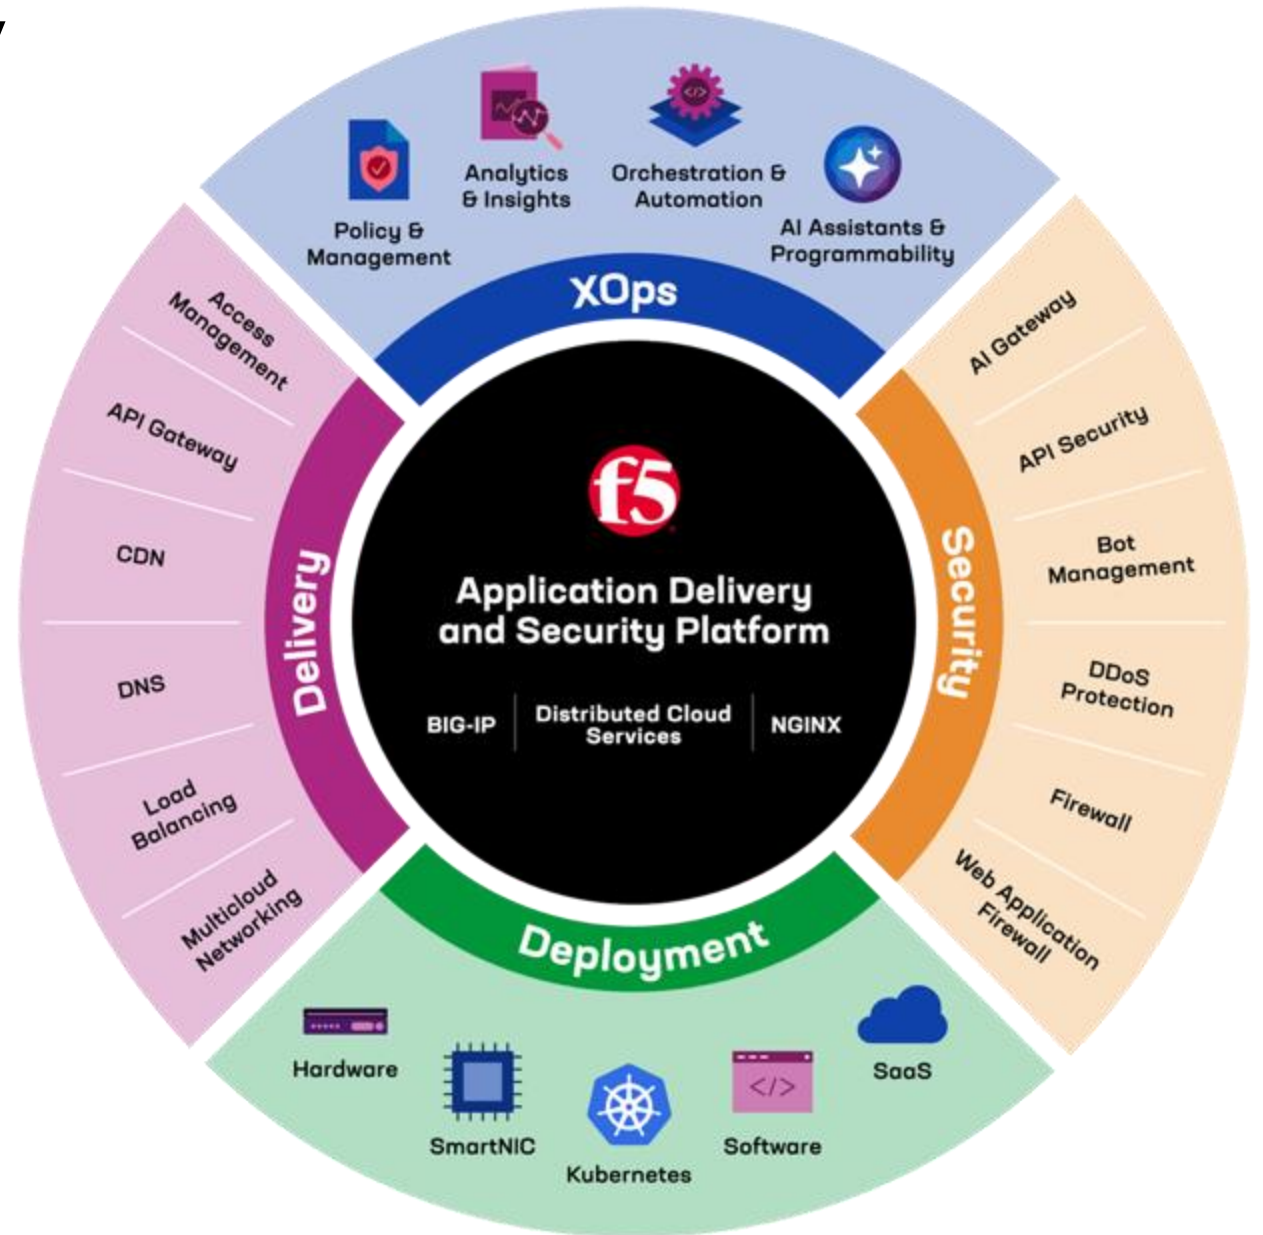 Policy &
Management
Analytics
& Insights
Orchestration &
Automation
AI Assistants &
Programmability
XOps
Access
Management
API Gateway
CDN
DNS
Load
Balancing
Multicloud
Networking
Delivery
f5
Application Delivery
and Security Platform
BIG-IP
Distributed Cloud
Services
NGINX
Security
AI Gateway
API Security
Bot
Management
DDoS
Protection
Firewall
Web Application
Firewall
Deployment
Hardware
SmartNIC
Kubernetes
</>
Software
SaaS